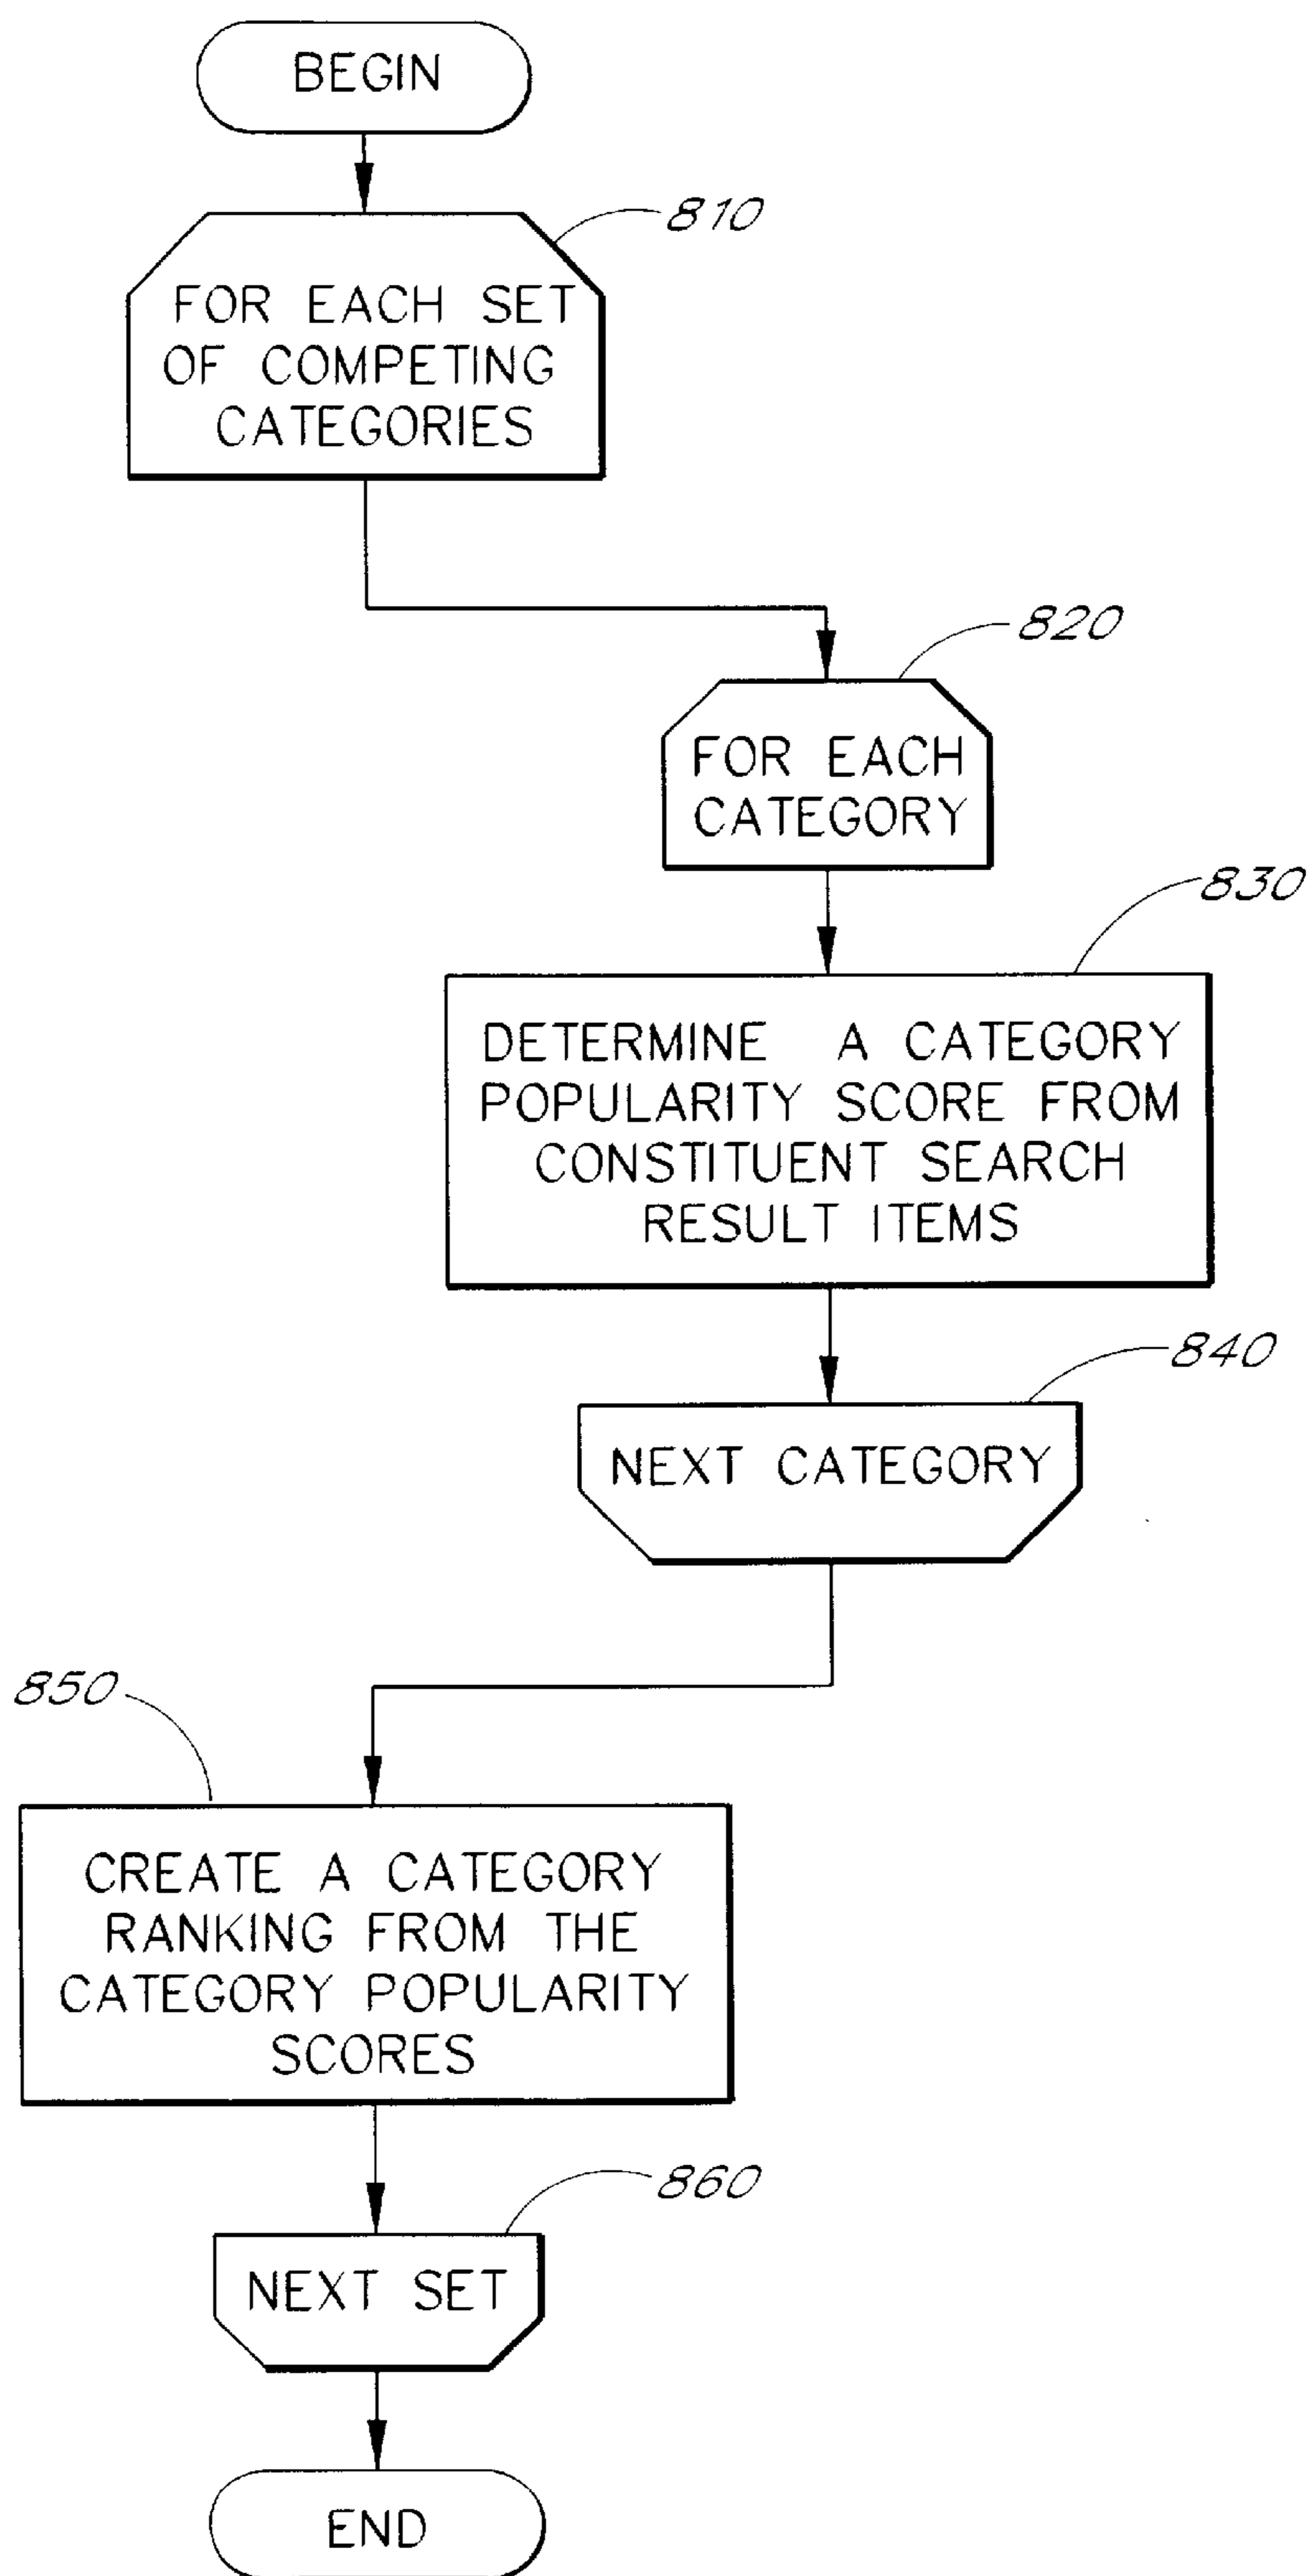 BEGIN
810
FOR EACH SET
OF COMPETING
CATEGORIES
820
FOR EACH
CATEGORY
830
DETERMINE A CATEGORY
POPULARITY SCORE FROM
CONSTITUENT SEARCH
RESULT ITEMS
840
NEXT CATEGORY
850
CREATE A CATEGORY
RANKING FROM THE
CATEGORY POPULARITY
SCORES
860
NEXT SET
END